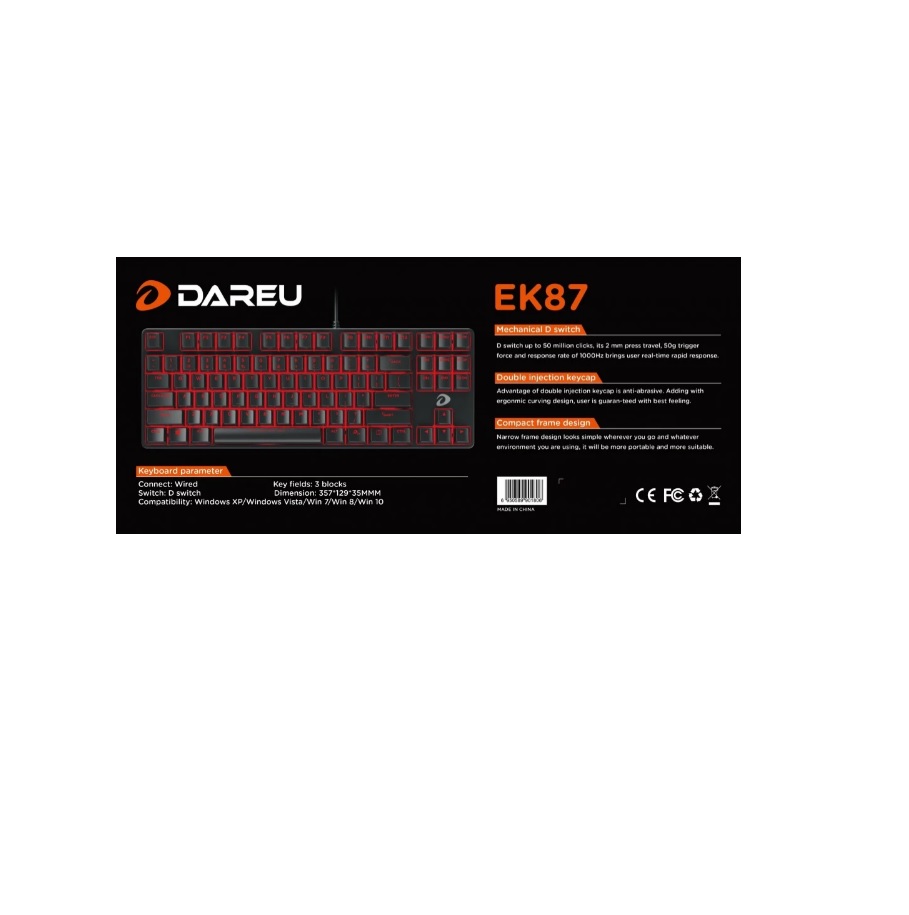 DAREU
EK87
Mechanical D switch
D switch up to 50 million clicks, its 2 mm press travel, 50g trigger
force and response rate of 1000Hz brings user real-time rapid response.
Double injection keycap
Advantage of double injection keycap is anti-abrasive. Adding with
ergonmic curving design, user is guaran-teed with best feeling.
Compact frame design
Narrow frame design looks simple wherever you go and whatever
environment you are using, it will be more portable and more suitable.
Keyboard parameter
Connect: Wired Key fields: 3 blocks
Switch: D switch Dimension: 357*129*35MMM
Compatibility: Windows XP/Windows Vista/Win 7/Win 8/Win 10
MADE IN CHINA
CE FC